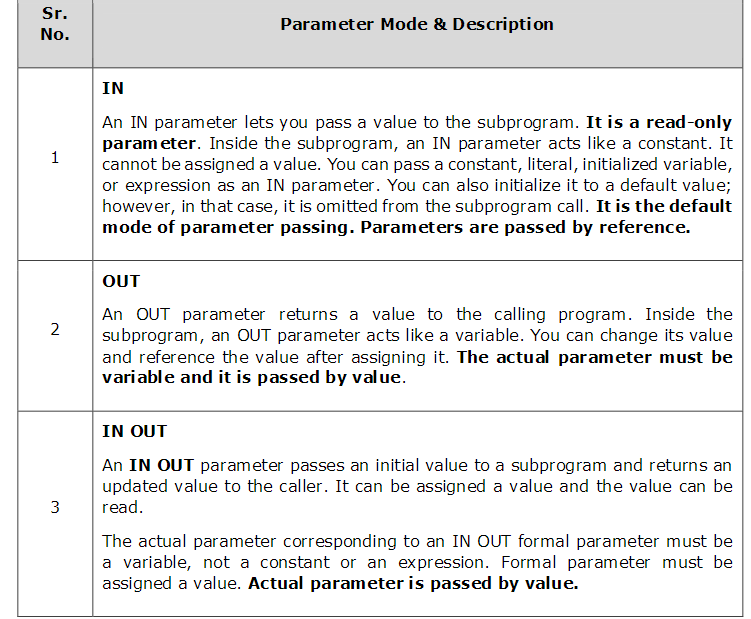 Sr.
No.
Parameter Mode & Description
1
IN
An IN parameter lets you pass a value to the subprogram. It is a read-only
parameter. Inside the subprogram, an IN parameter acts like a constant. It
cannot be assigned a value. You can pass a constant, literal, initialized variable,
or expression as an IN parameter. You can also initialize it to a default value;
however, in that case, it is omitted from the subprogram call. It is the default
mode of parameter passing. Parameters are passed by reference.
2
OUT
An OUT parameter returns a value to the calling program. Inside the
subprogram, an OUT parameter acts like a variable. You can change its value
and reference the value after assigning it. The actual parameter must be
variable and it is passed by value.
3
IN OUT
An IN OUT parameter passes an initial value to a subprogram and returns an
updated value to the caller. It can be assigned a value and the value can be
read.
The actual parameter corresponding to an IN OUT formal parameter must be
a variable, not a constant or an expression. Formal parameter must be
assigned a value. Actual parameter is passed by value.